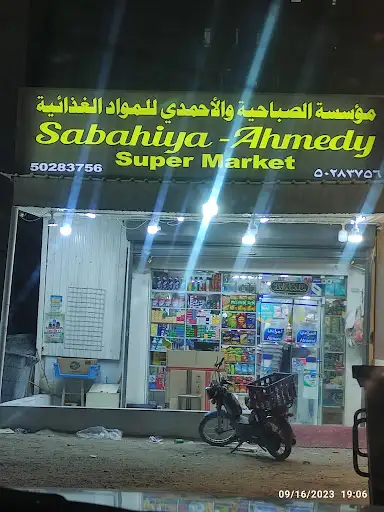 مؤسسة الصباحية والأحمدي للمواد الغذائية
Sabahiya - Ahmedy
Super Market
50283756
٥٠٢٨٣٧٥٦
09/16/2023 19:06